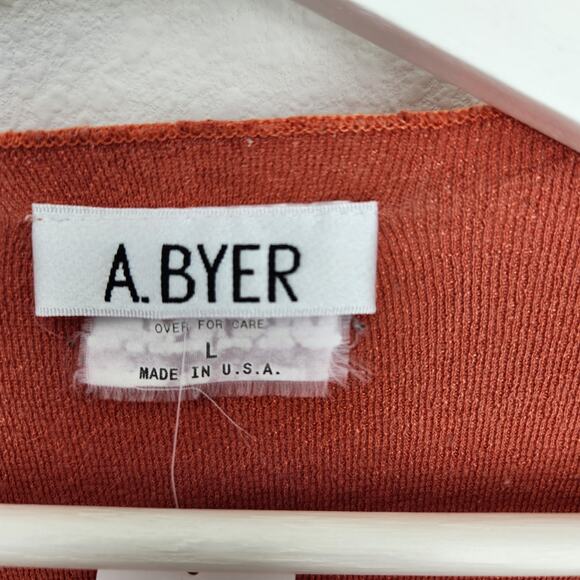 A.BYER
OVER FOR CARE
L
MADE IN U.S.A.